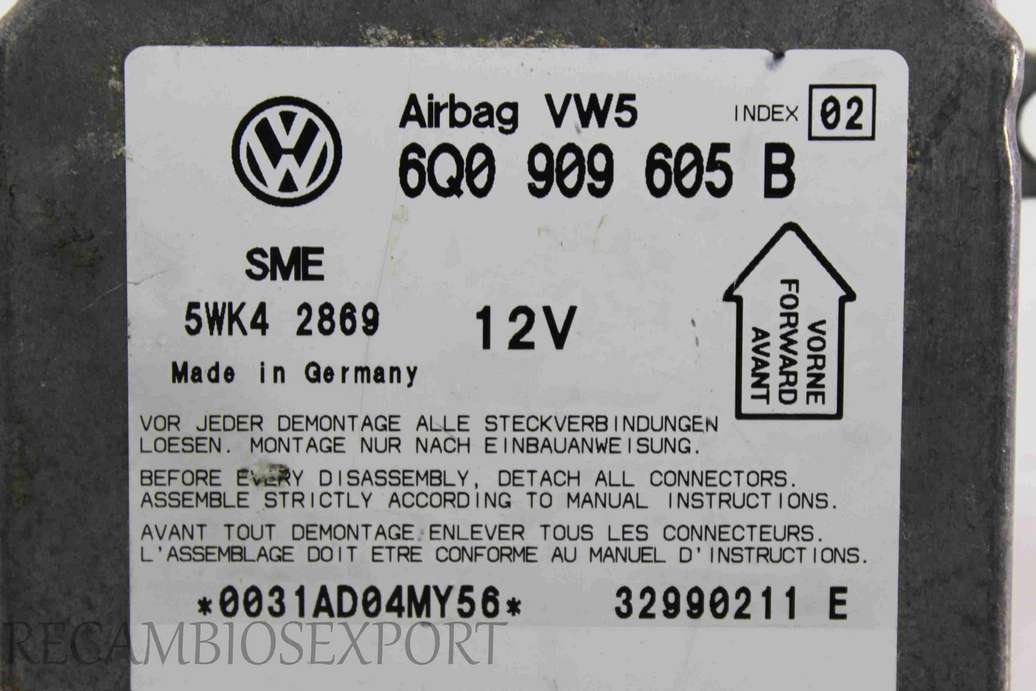 Airbag VW5
INDEX 02
6Q0 909 605 B
SME
5WK4 2869
12V
Made in Germany
VORNE
FORWARD
AVANT
VOR JEDER DEMONTAGE ALLE STECKVERBINDUNGEN
LOESEN. MONTAGE NUR NACH EINBAUANWEISUNG.
BEFORE EVERY DISASSEMBLY, DETACH ALL CONNECTORS.
ASSEMBLE STRICTLY ACCORDING TO MANUAL INSTRUCTIONS.
AVANT TOUT DEMONTAGE ENLEVER TOUS LES CONNECTEURS.
L'ASSEMBLAGE DOIT ETRE CONFORME AU MANUEL D'INSTRUCTIONS.
*0031AD04MY56*
32990211 E
RECAMBIOSEXPORT